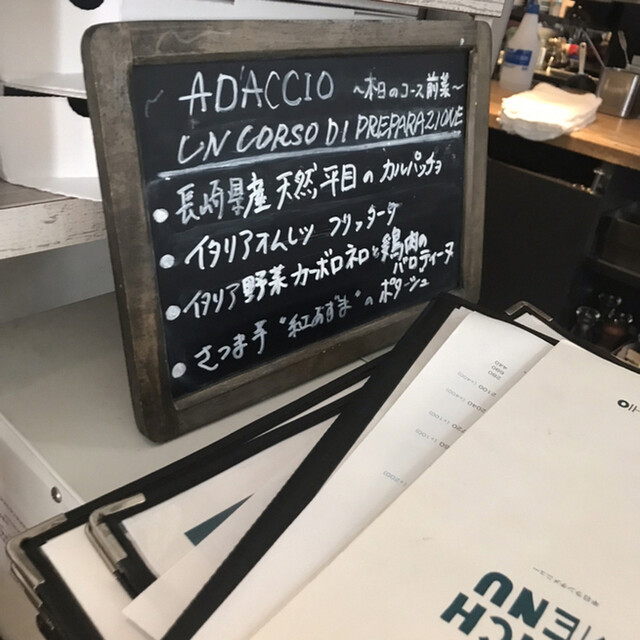 ADACCIO ～本日のコース前菜～
UN CORSO DI PREPARAZIONE
・長崎県産 天然平目の カルパッチョ
・イタリアオムレツ フリッタータ
・イタリア野菜 カーボロネロと鶏肉の
バロティーヌ
・さつま芋 "紅あずま"の ポタージュ
MENU